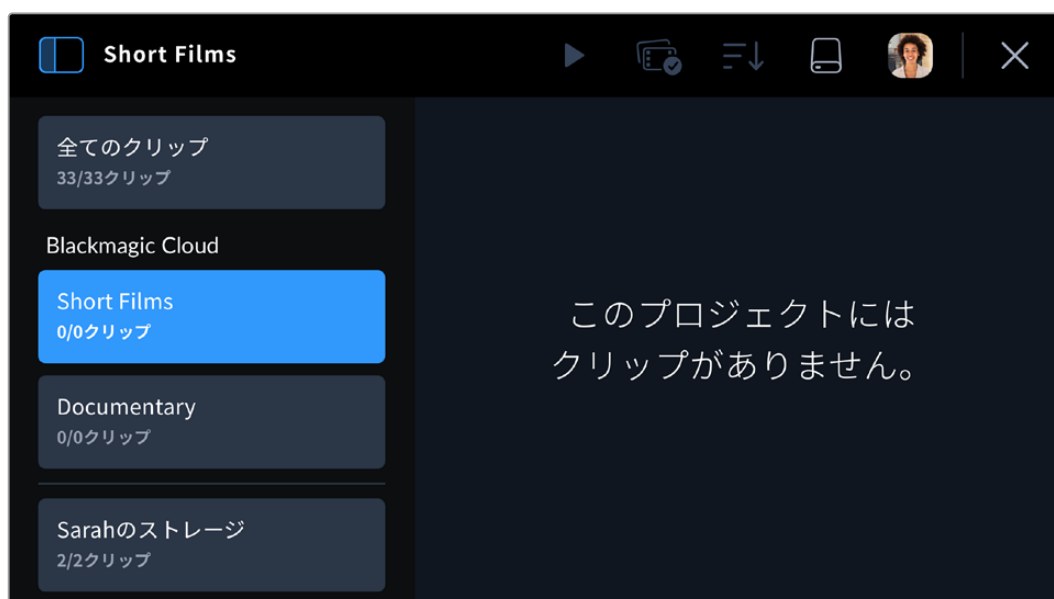 Short Films
全てのクリップ
33/33クリップ
Blackmagic Cloud
Short Films
0/0クリップ
Documentary
0/0クリップ
Sarahのストレージ
2/2クリップ
このプロジェクトには
クリップがありません。